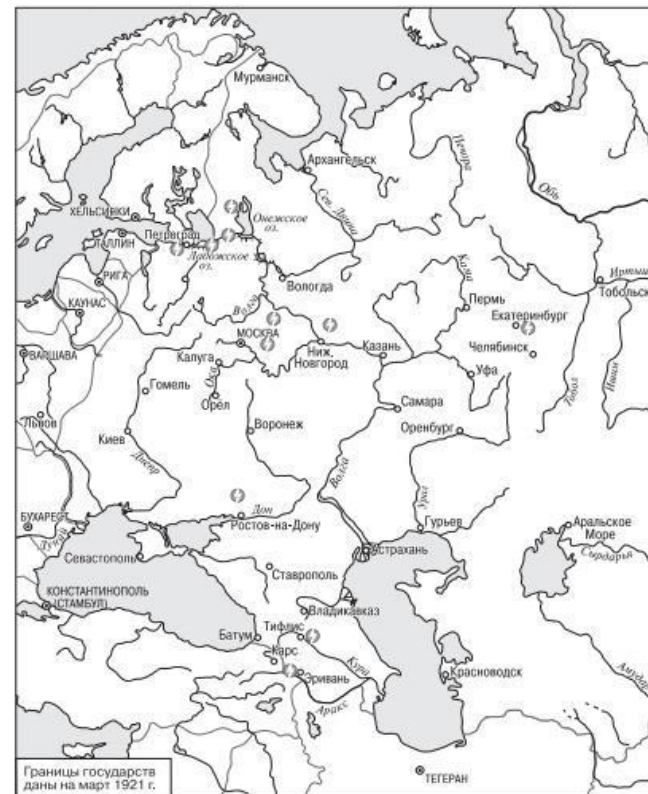 Мурманск
Архангельск
Печора
Обь
Сев. Двина
ХЕЛЬСИНКИ
Онежское
оз.
ТАЛЛИН
Петроград
Ладожское
оз.
РИГА
Вологда
Кама
Иртыш
Тобольск
КАУНАС
Волга
Пермь
Екатеринбург
МОСКВА
Ниж.
Новгород
Казань
Челябинск
ВАРШАВА
Калуга
Уфа
Тобол
Ишим
Гомель
Ока
Орёл
Самара
Львов
Воронеж
Оренбург
Киев
Днепр
Волга
Урал
Дон
БУХАРЕСТ
Дунай
Ростов-на-Дону
Гурьев
Аральское
Море
Астрахань
Сырдарья
Севастополь
Ставрополь
КОНСТАНТИНОПОЛЬ
(СТАМБУЛ)
Владикавказ
Батум
Тифлис
Карс
Кура
Красноводск
Амударь
Эривань
Аракс
Границы государств
даны на март 1921 г.
ТЕГЕРАН